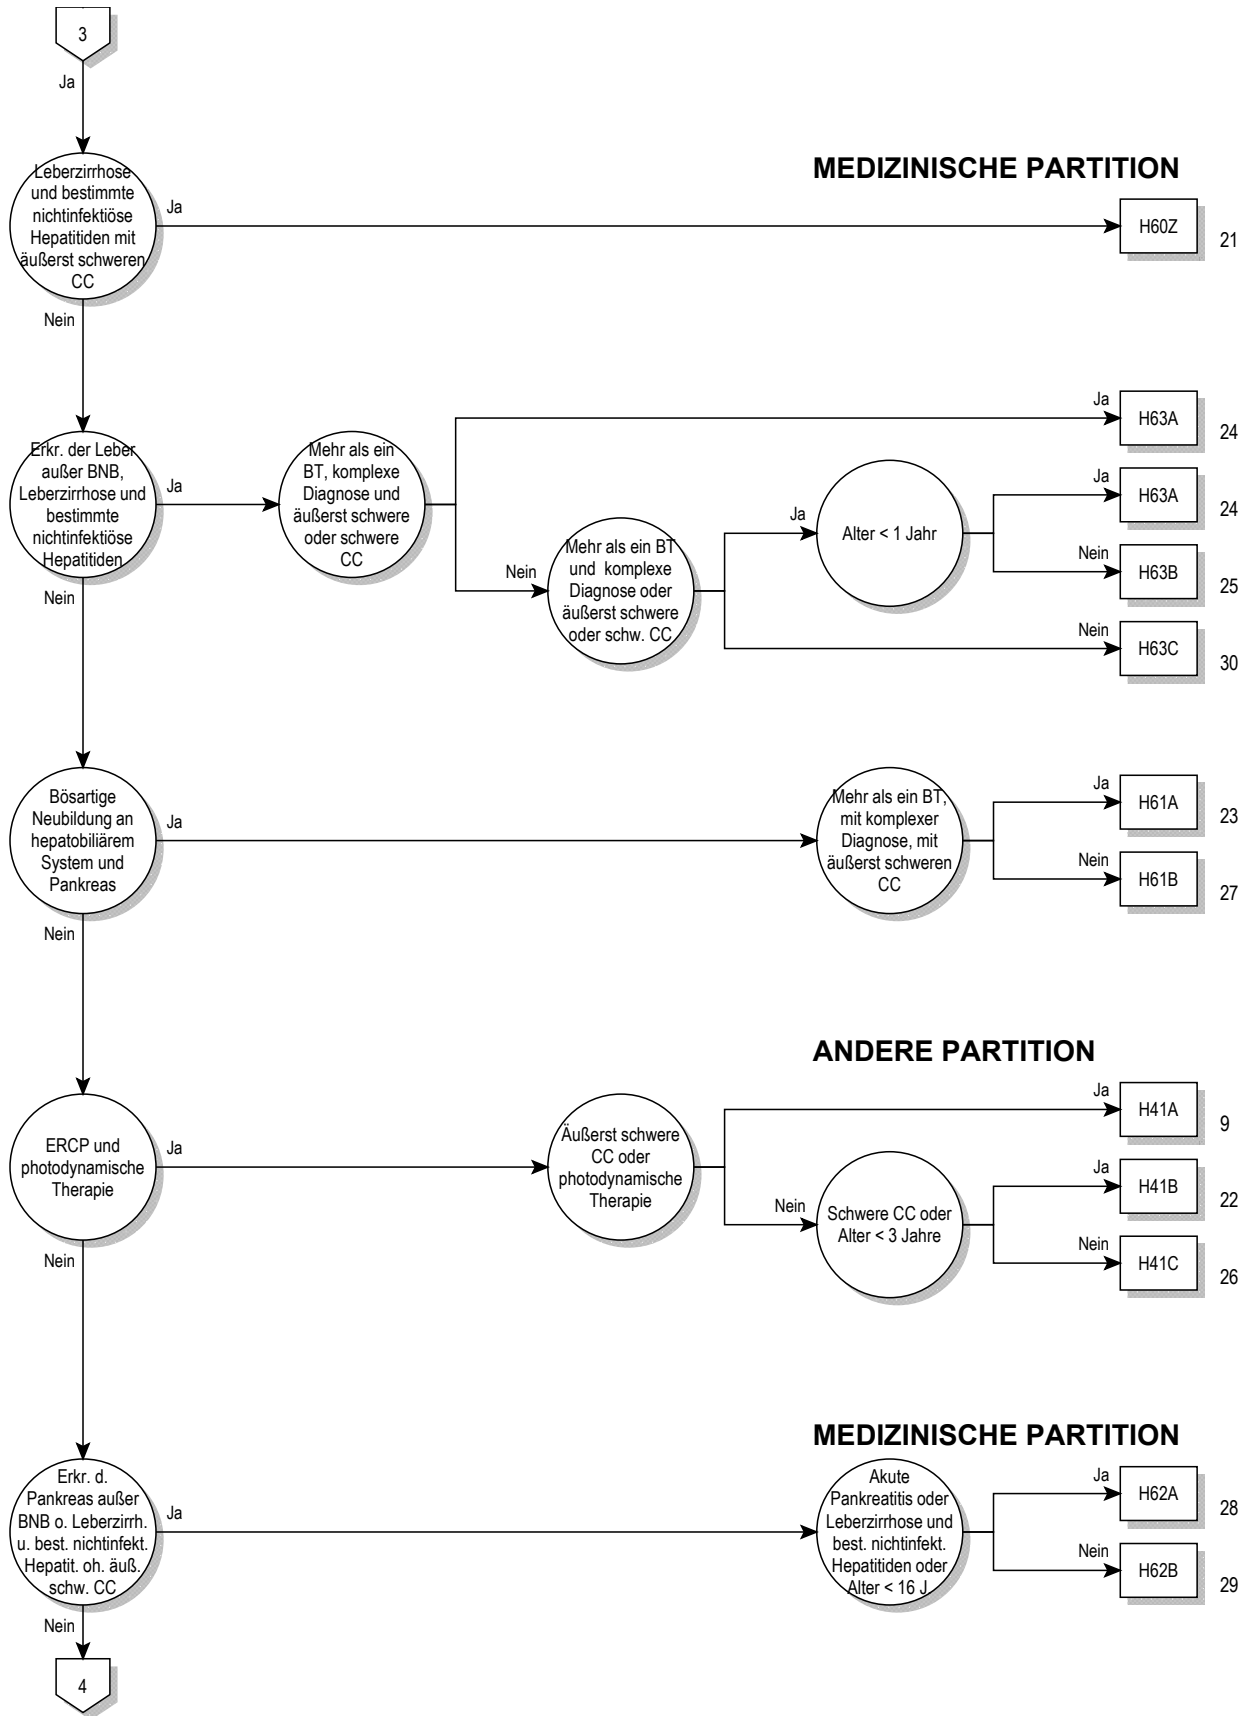 3
Ja
MEDIZINISCHE PARTITION
Leberzirrhose
und bestimmte
nichtinfektiöse
Hepatitiden mit
äußerst schweren
CC
Ja
H60Z
21
Nein
Erkr. der Leber
außer BNB,
Leberzirrhose und
bestimmte
nichtinfektiöse
Hepatitiden
Ja
Mehr als ein
BT, komplexe
Diagnose und
äußerst schwere
oder schwere
CC
Ja
H63A
24
Nein
Mehr als ein BT
und komplexe
Diagnose oder
äußerst schwere
oder schw. CC
Ja
Alter < 1 Jahr
Ja
H63A
24
Nein
H63B
25
Nein
H63C
30
Nein
Bösartige
Neubildung an
hepatobiliärem
System und
Pankreas
Ja
Mehr als ein BT,
mit komplexer
Diagnose, mit
äußerst schweren
CC
Ja
H61A
23
Nein
H61B
27
Nein
ANDERE PARTITION
ERCP und
photodynamische
Therapie
Ja
Äußerst schwere
CC oder
photodynamische
Therapie
Ja
H41A
9
Nein
Schwere CC oder
Alter < 3 Jahre
Ja
H41B
22
Nein
H41C
26
Nein
MEDIZINISCHE PARTITION
Erkr. d.
Pankreas außer
BNB o. Leberzirrh.
u. best. nichtinfekt.
Hepatit. oh. äuß.
schw. CC
Ja
Akute
Pankreatitis oder
Leberzirrhose und
best. nichtinfekt.
Hepatitiden oder
Alter < 16 J
Ja
H62A
28
Nein
H62B
29
Nein
4